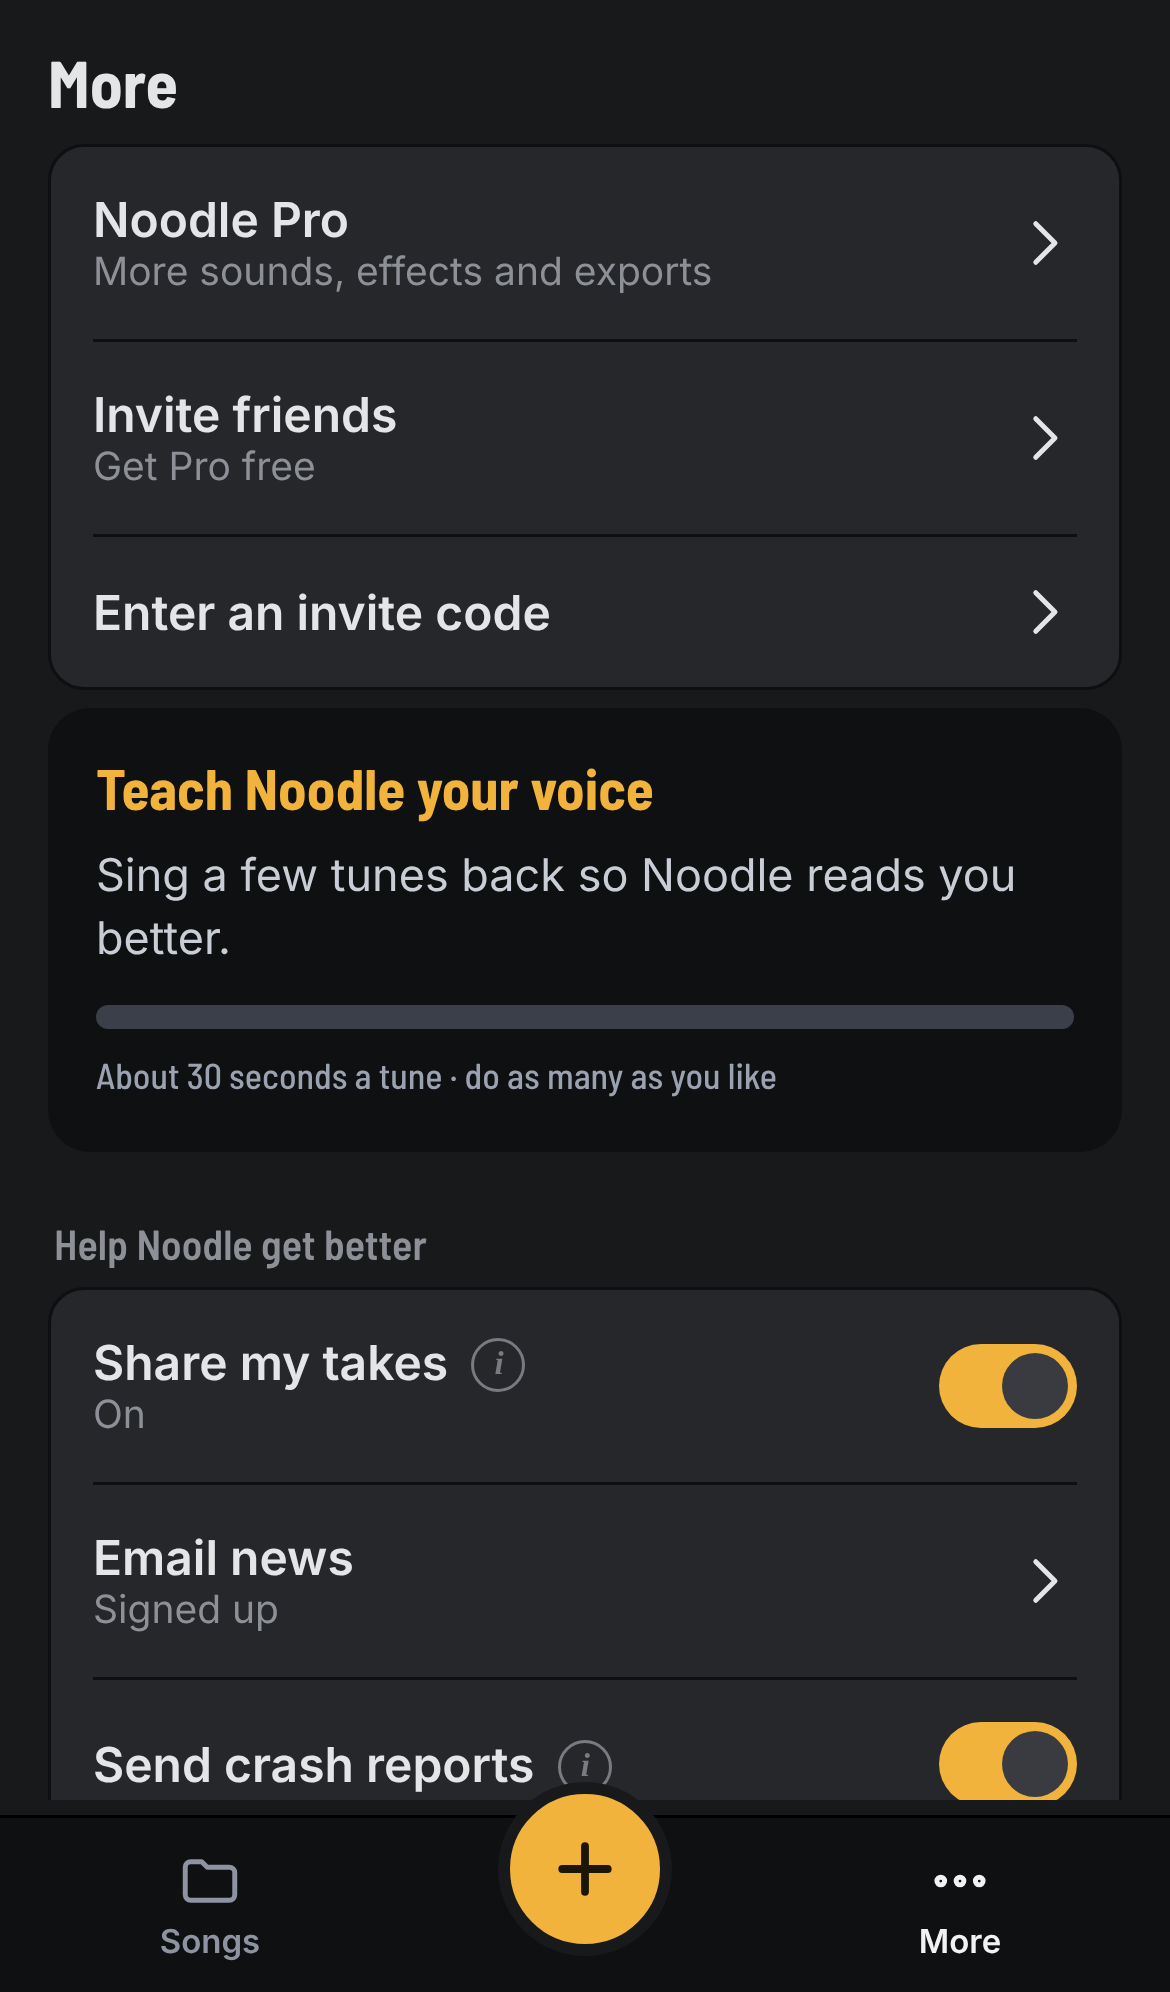 More
Noodle Pro
More sounds, effects and exports
Invite friends
Get Pro free
Enter an invite code
Teach Noodle your voice
Sing a few tunes back so Noodle reads you
better.
About 30 seconds a tune · do as many as you like
Help Noodle get better
Share my takes i
On
Email news
Signed up
Send crash reports i
Songs
More